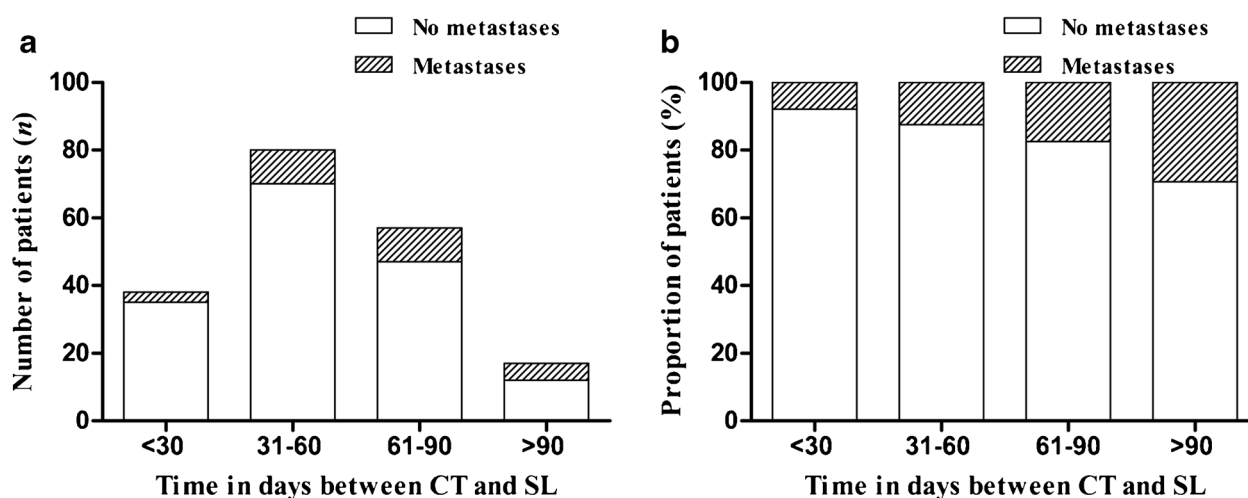 a
No metastases
Metastases
Number of patients (n)
100
80
60
40
20
0
<30 31-60 61-90 >90
Time in days between CT and SL
b
No metastases
Metastases
Proportion of patients (%)
100
80
60
40
20
0
<30 31-60 61-90 >90
Time in days between CT and SL